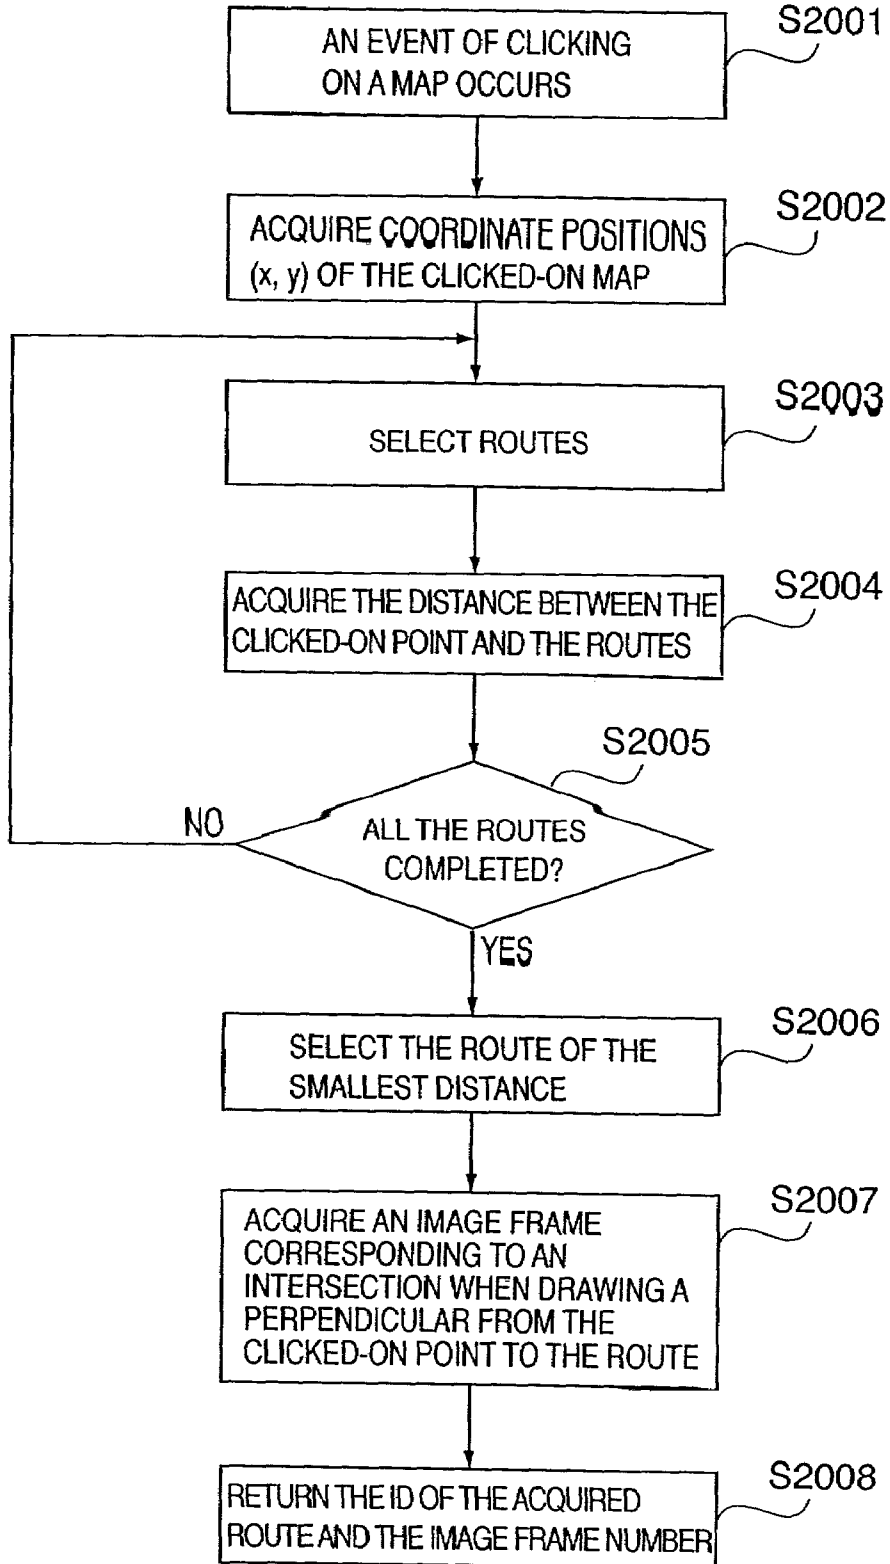 S2001
AN EVENT OF CLICKING
ON A MAP OCCURS
S2002
ACQUIRE COORDINATE POSITIONS
(x, y) OF THE CLICKED-ON MAP
S2003
SELECT ROUTES
S2004
ACQUIRE THE DISTANCE BETWEEN THE
CLICKED-ON POINT AND THE ROUTES
S2005
NO
ALL THE ROUTES
COMPLETED?
YES
S2006
SELECT THE ROUTE OF THE
SMALLEST DISTANCE
S2007
ACQUIRE AN IMAGE FRAME
CORRESPONDING TO AN
INTERSECTION WHEN DRAWING A
PERPENDICULAR FROM THE
CLICKED-ON POINT TO THE ROUTE
S2008
RETURN THE ID OF THE ACQUIRED
ROUTE AND THE IMAGE FRAME NUMBER